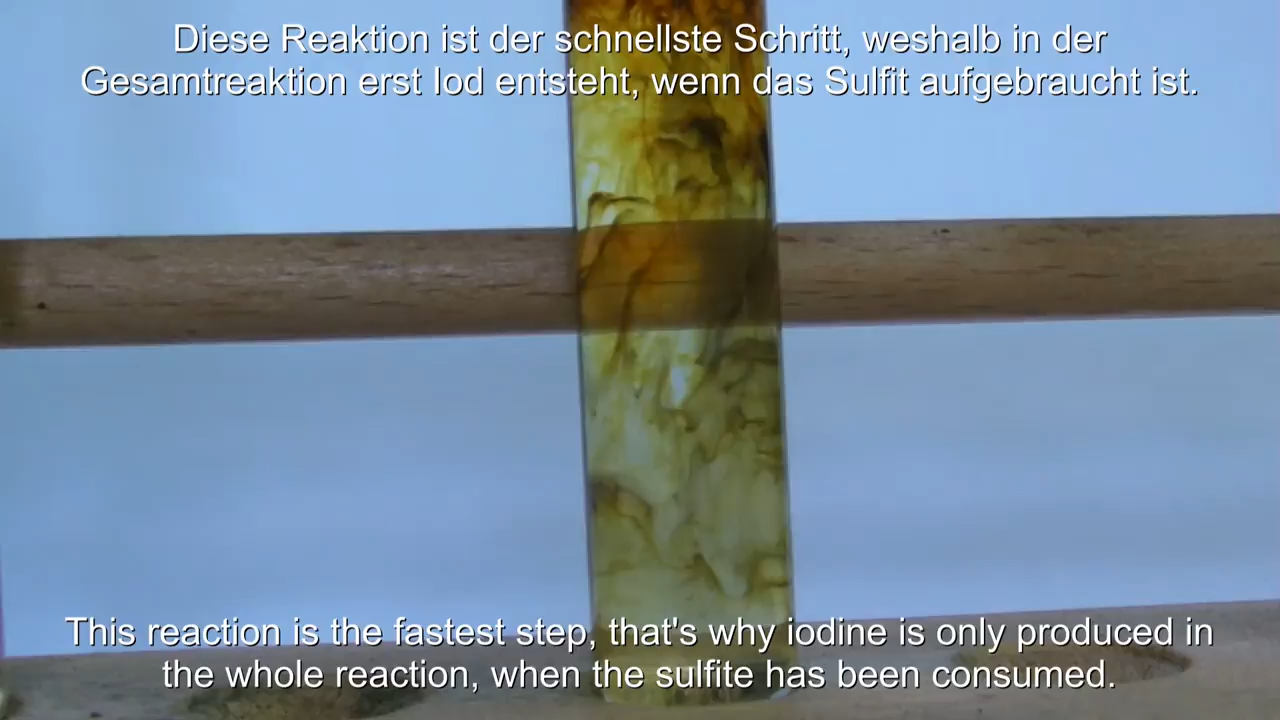 Diese Reaktion ist der schnellste Schritt, weshalb in der
Gesamtreaktion erst Iod entsteht, wenn das Sulfit aufgebraucht ist.
This reaction is the fastest step, that's why iodine is only produced in
the whole reaction, when the sulfite has been consumed.